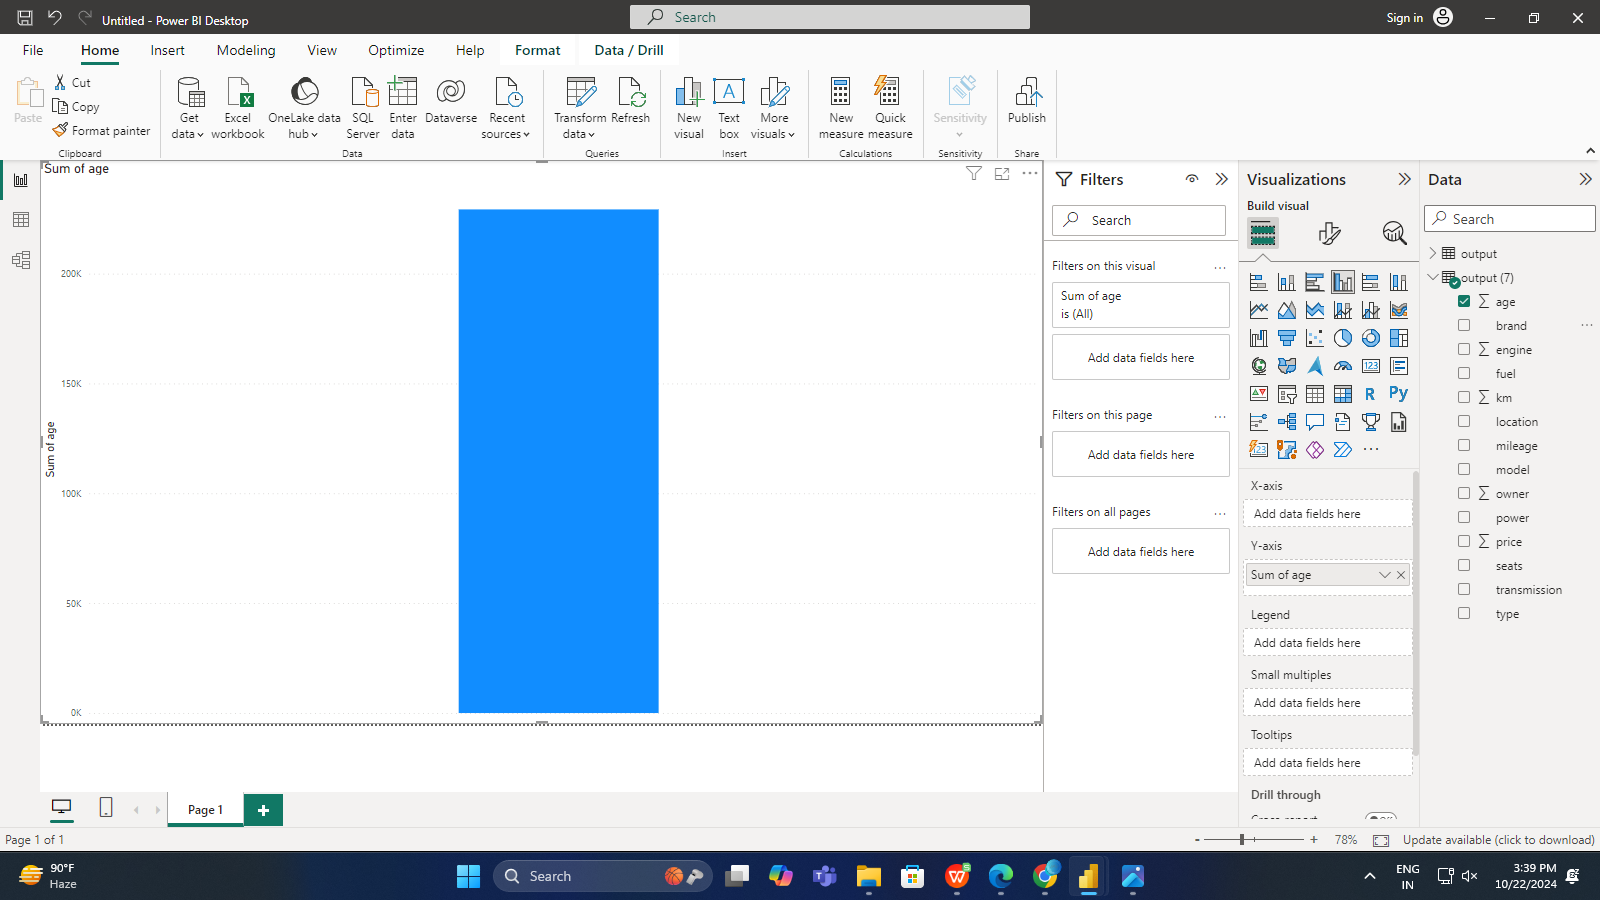 Untitled - Power BI Desktop
Search
Sign in
File
Home
Insert
Modeling
View
Optimize
Help
Format
Data / Drill
Paste
Cut
Copy
Format painter
Clipboard
Get data
Excel workbook
OneLake data hub
SQL Server
Enter data
Dataverse
Recent sources
Data
Transform data
Refresh
Queries
New visual
Text box
More visuals
Insert
New measure
Quick measure
Calculations
Sensitivity
Sensitivity
Publish
Share
Sum of age
200K
150K
100K
50K
0K
Sum of age
Filters
Search
Filters on this visual
Sum of age
is (All)
Add data fields here
Filters on this page
Add data fields here
Filters on all pages
Add data fields here
Visualizations
Build visual
123
R
Py
123
X-axis
Add data fields here
Y-axis
Sum of age
Legend
Add data fields here
Small multiples
Add data fields here
Tooltips
Add data fields here
Drill through
Data
Search
output
output (7)
age
brand
engine
fuel
km
location
mileage
model
owner
power
price
seats
transmission
type
Page 1
Page 1 of 1
78%
Update available (click to download)
90°F
Haze
Search
ENG
IN
3:39 PM
10/22/2024